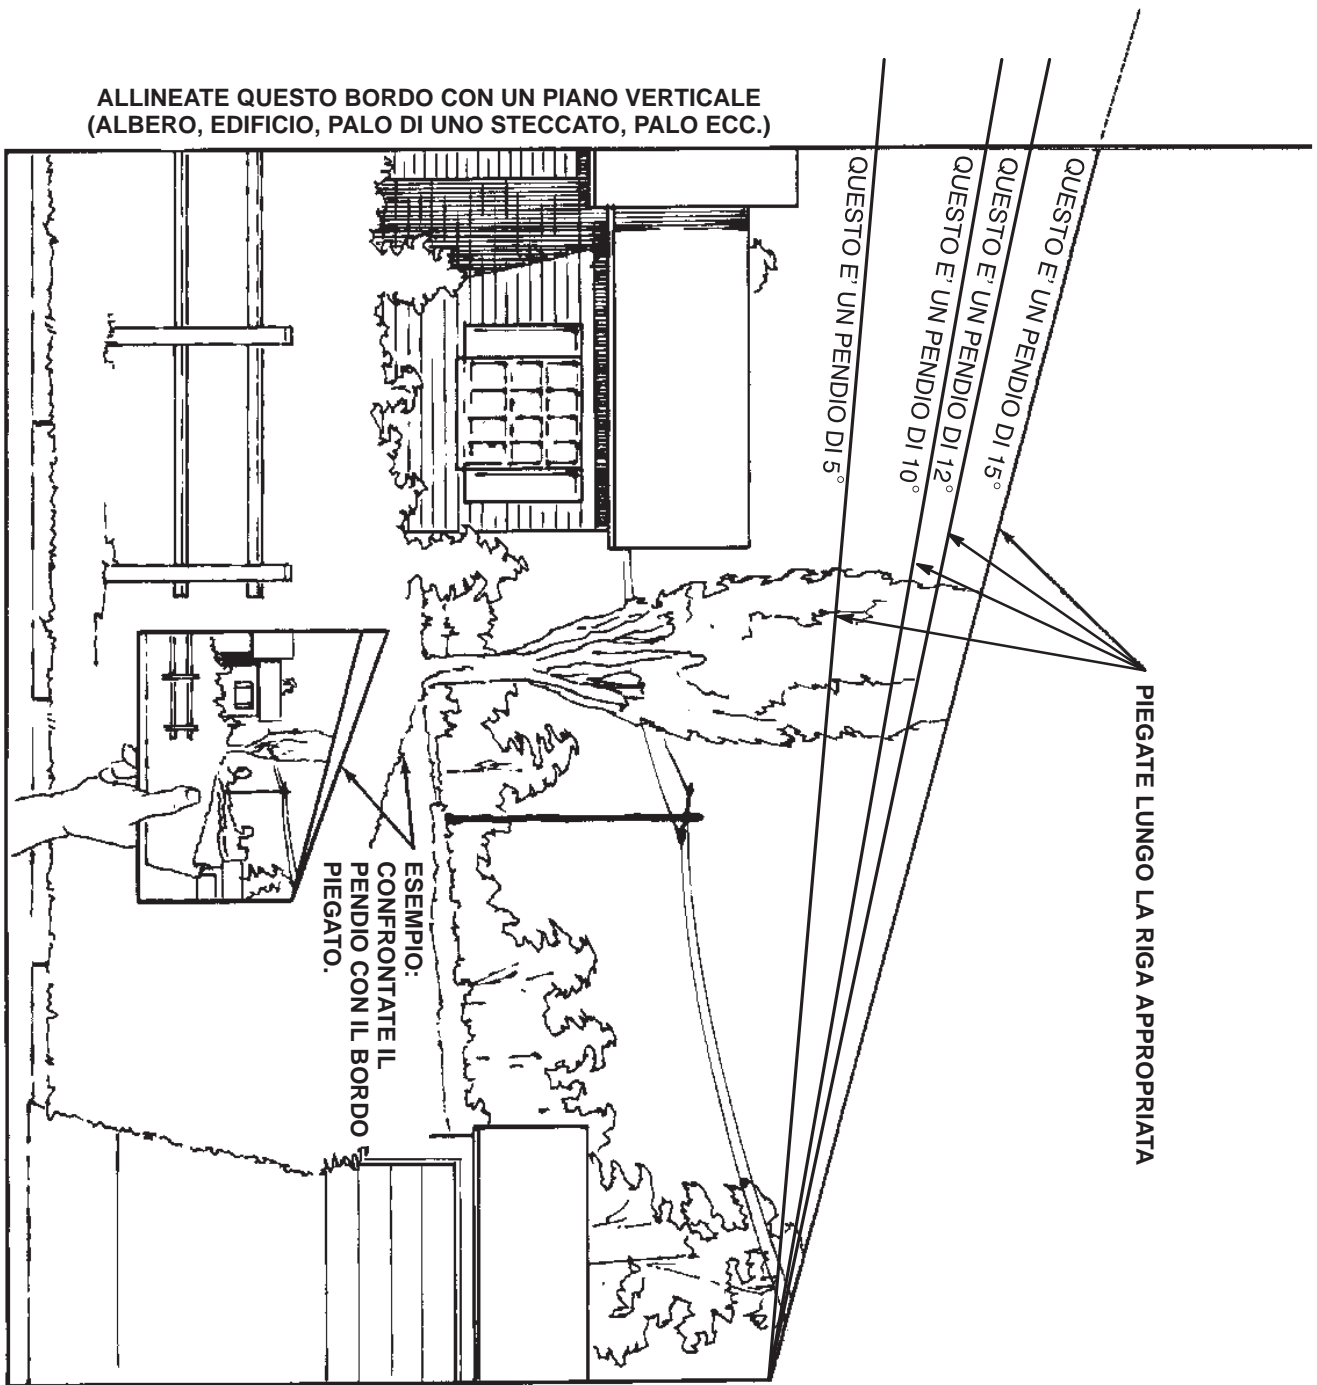 ALLINEATE QUESTO BORDO CON UN PIANO VERTICALE
(ALBERO, EDIFICIO, PALO DI UNO STECCATO, PALO ECC.)
QUESTO E' UN PENDIO DI 5°
QUESTO E' UN PENDIO DI 10°
QUESTO E' UN PENDIO DI 12°
QUESTO E' UN PENDIO DI 15°
PIEGATE LUNGO LA RIGA APPROPRIATA
ESEMPIO:
CONFRONTATE IL
PENDIO CON IL BORDO
PIEGATO.